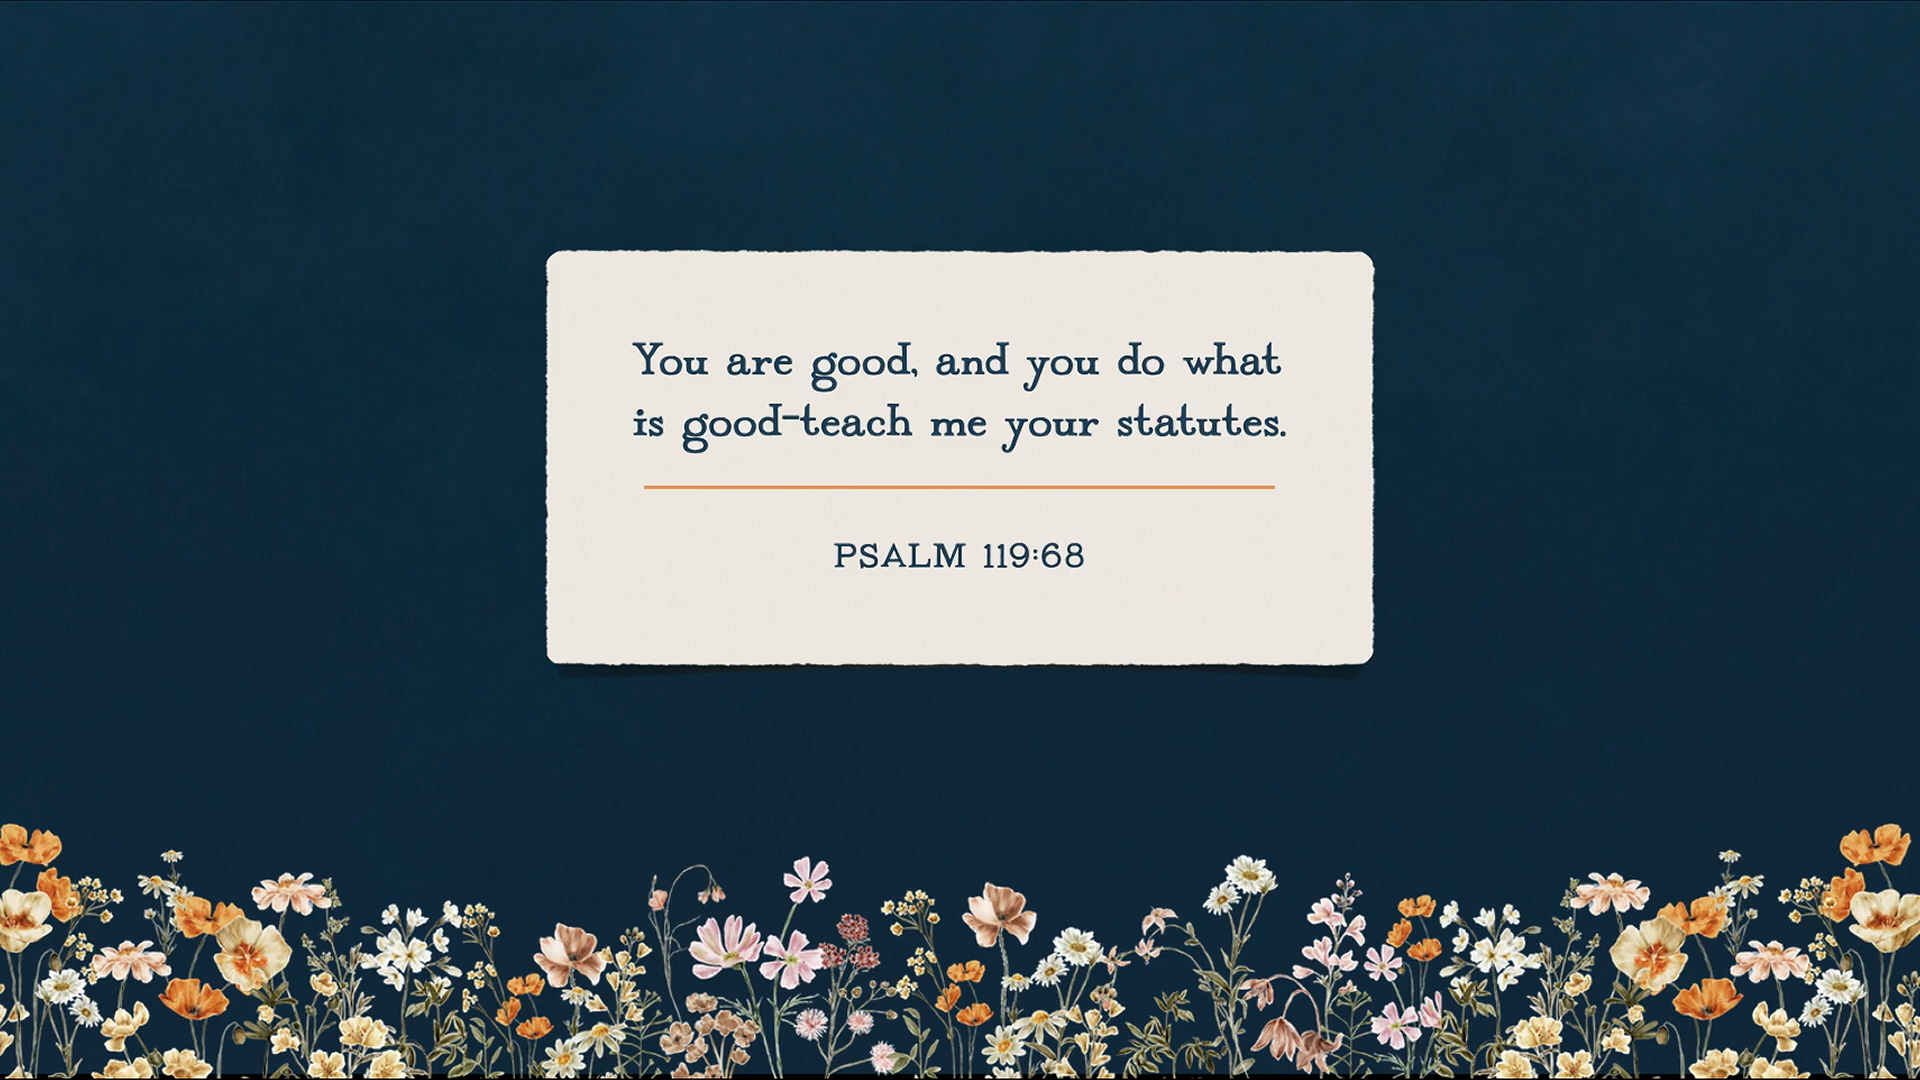 You are good, and you do what
is good-teach me your statutes.
PSALM 119:68